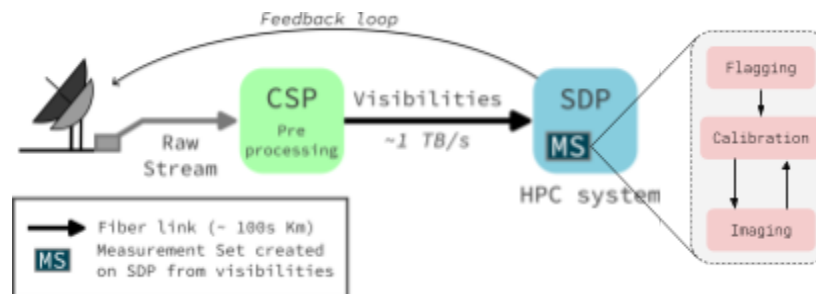 Feedback loop
CSP
Pre
processing
Visibilities
~1 TB/s
SDP
MS
HPC system
Raw
Stream
Flagging
Calibration
Imaging
Fiber link (~ 100s Km)
MS
Measurement Set created
on SDP from visibilities